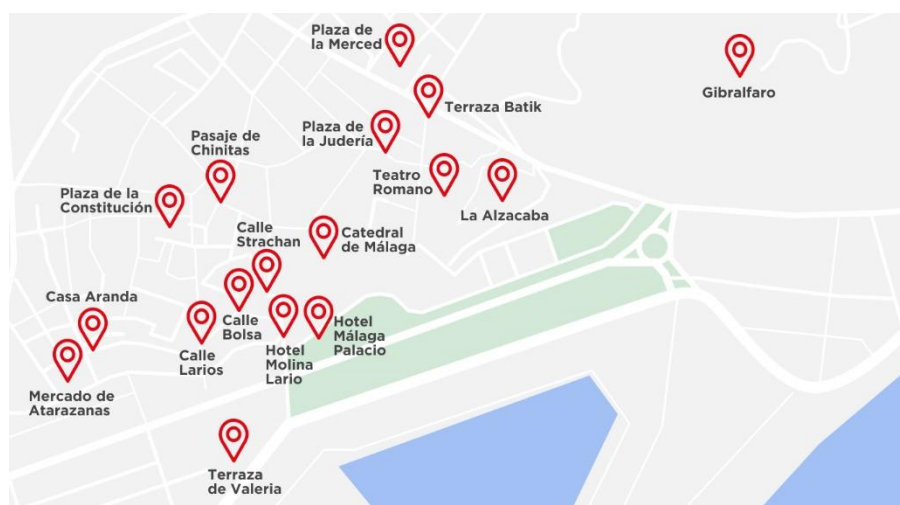 Plaza de
la Merced
Gibralfaro
Terraza Batik
Plaza de
la Judería
Pasaje de
Chinitas
Teatro
Romano
Plaza de la
Constitución
La Alzacaba
Calle
Strachan
Catedral
de Málaga
Casa Aranda
Calle
Bolsa
Hotel
Málaga
Palacio
Calle
Larios
Hotel
Molina
Lario
Mercado de
Atarazanas
Terraza
de Valeria